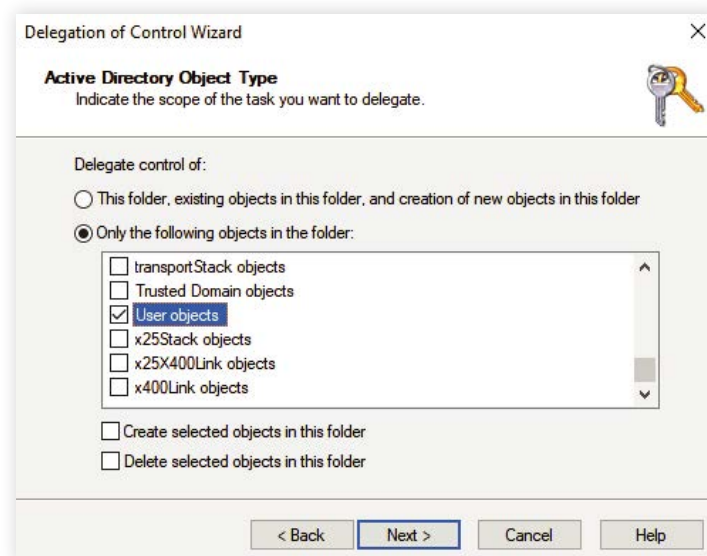 Delegation of Control Wizard
Active Directory Object Type
Indicate the scope of the task you want to delegate.
Delegate control of:
This folder, existing objects in this folder, and creation of new objects in this folder
Only the following objects in the folder:
transportStack objects
Trusted Domain objects
User objects
x25Stack objects
x25X400Link objects
x400Link objects
Create selected objects in this folder
Delete selected objects in this folder
< Back Next > Cancel Help